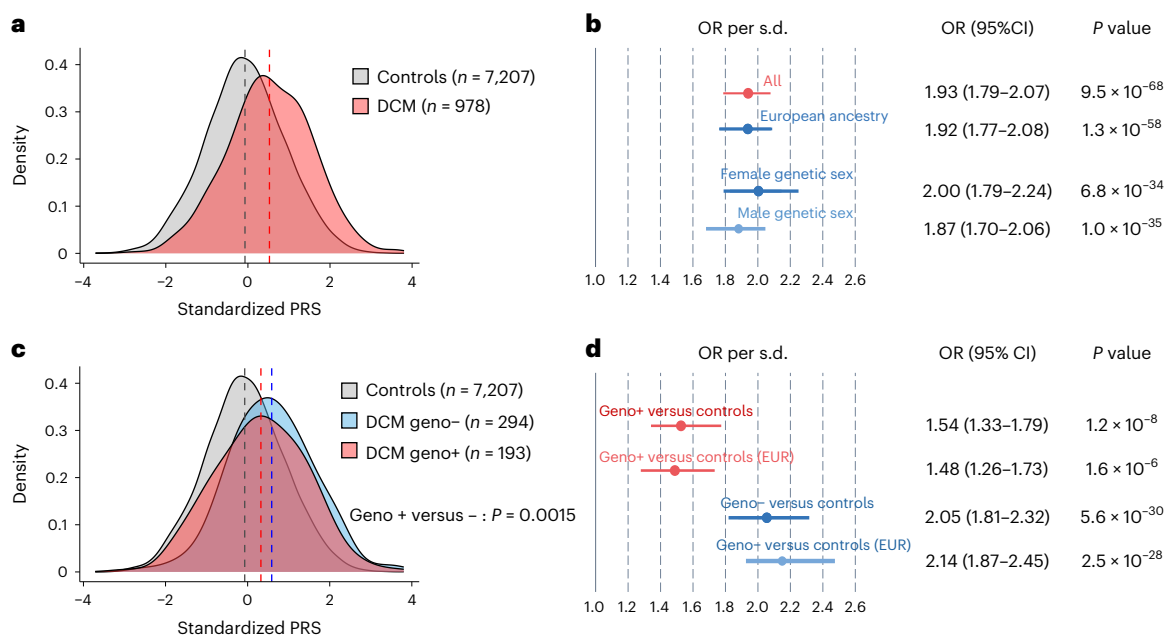 a
Controls (n = 7,207)
DCM (n = 978)
Density
0.4
0.3
0.2
0.1
0
−4 −2 0 2 4
Standardized PRS
b
OR per s.d. OR (95%CI) P value
All
1.93 (1.79–2.07) 9.5 × 10−68
European ancestry
1.92 (1.77–2.08) 1.3 × 10−58
Female genetic sex
2.00 (1.79–2.24) 6.8 × 10−34
Male genetic sex
1.87 (1.70–2.06) 1.0 × 10−35
1.0 1.2 1.4 1.6 1.8 2.0 2.2 2.4 2.6
c
Controls (n = 7,207)
DCM geno− (n = 294)
DCM geno+ (n = 193)
Geno + versus − : P = 0.0015
Density
0.4
0.3
0.2
0.1
0
−4 −2 0 2 4
Standardized PRS
d
OR per s.d. OR (95% CI) P value
Geno+ versus controls
1.54 (1.33–1.79) 1.2 × 10−8
Geno+ versus controls (EUR)
1.48 (1.26–1.73) 1.6 × 10−6
Geno− versus controls
2.05 (1.81–2.32) 5.6 × 10−30
Geno− versus controls (EUR)
2.14 (1.87–2.45) 2.5 × 10−28
1.0 1.2 1.4 1.6 1.8 2.0 2.2 2.4 2.6